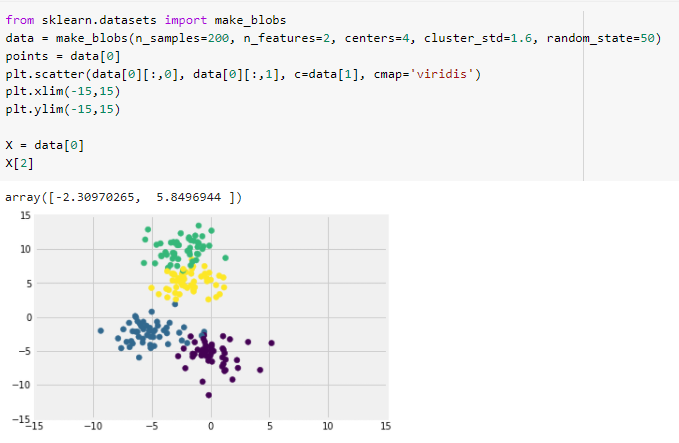 from sklearn.datasets import make_blobs
data = make_blobs(n_samples=200, n_features=2, centers=4, cluster_std=1.6, random_state=50)
points = data[0]
plt.scatter(data[0][:,0], data[0][:,1], c=data[1], cmap='viridis')
plt.xlim(-15,15)
plt.ylim(-15,15)
X = data[0]
X[2]
array([-2.30970265,  5.8496944 ])
15
10
5
0
−5
−10
−15
−15 −10 −5 0 5 10 15